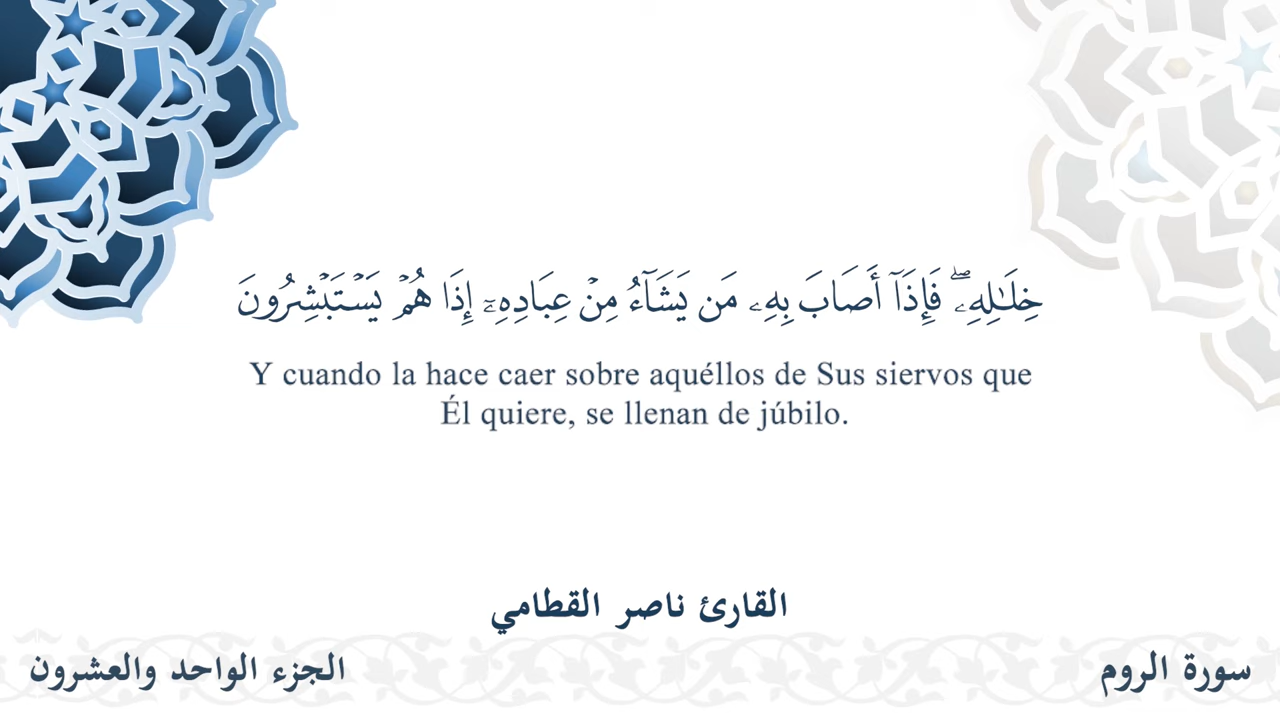 خِلَـٰلِهِۦۖ فَإِذَآ أَصَابَ بِهِۦ مَن يَشَآءُ مِنۡ عِبَادِهِۦٓ إِذَا هُمۡ يَسۡتَبۡشِرُونَ
Y cuando la hace caer sobre aquéllos de Sus siervos que
Él quiere, se llenan de júbilo.
القارئ ناصر القطامي
سورة الروم
الجزء الواحد والعشرون